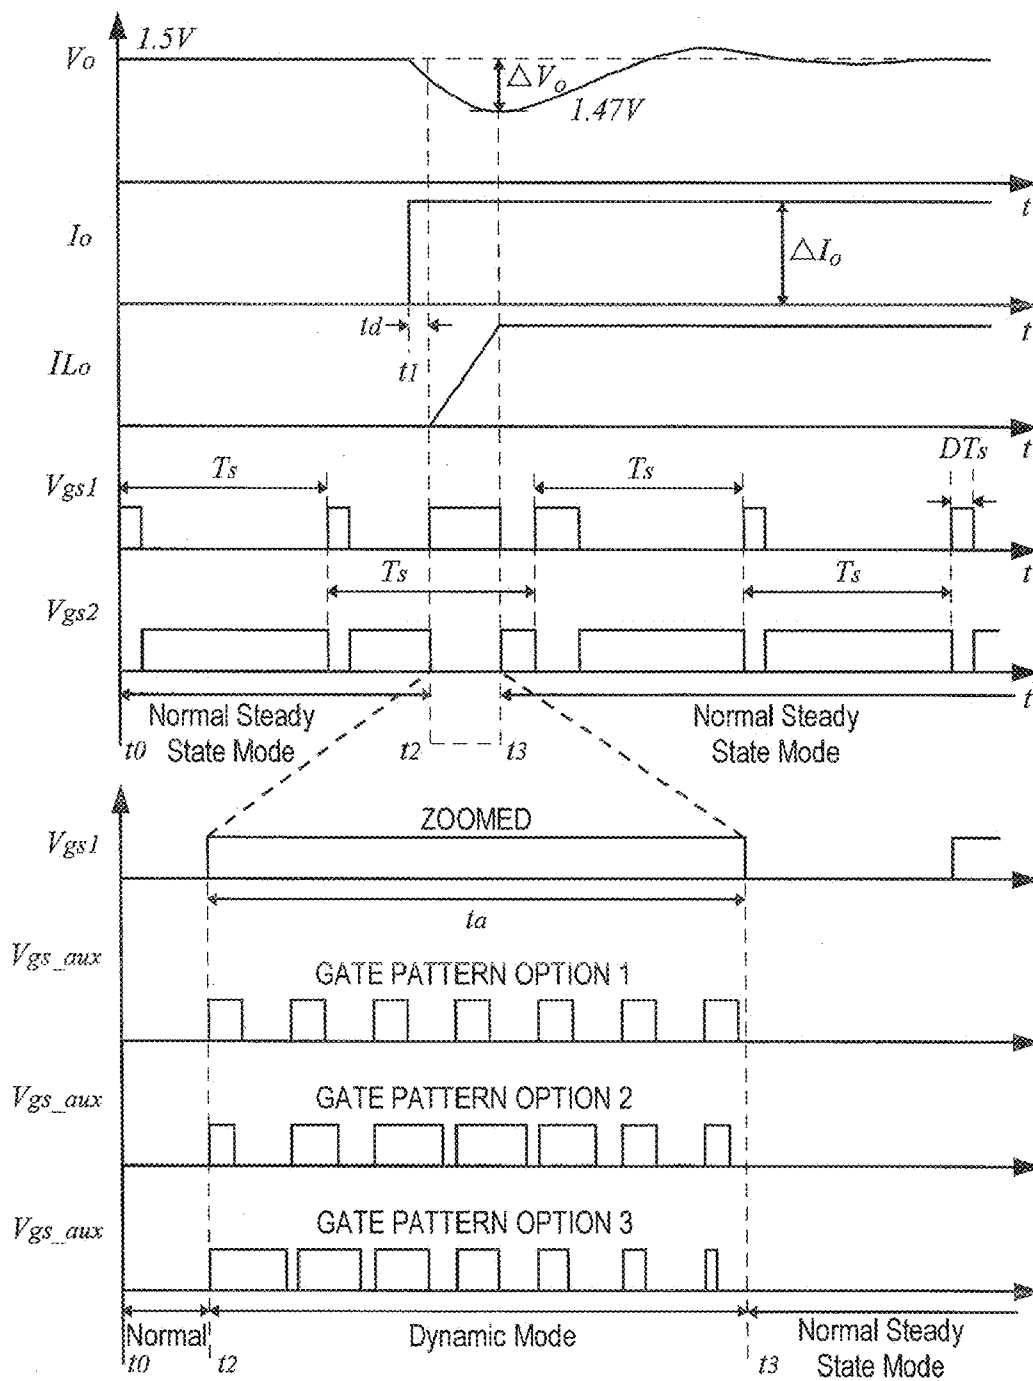 Vo
1.5V
△Vo
1.47V
t
Io
△Io
t
td
t1
ILo
t
Vgs1
Ts
Ts
DTs
t
Vgs2
Ts
Ts
t
Normal Steady
State Mode
Normal Steady
State Mode
t0
t2
t3
Vgs1
ZOOMED
ta
Vgs_aux
GATE PATTERN OPTION 1
Vgs_aux
GATE PATTERN OPTION 2
Vgs_aux
GATE PATTERN OPTION 3
Normal
Dynamic Mode
Normal Steady
State Mode
t0
t2
t3